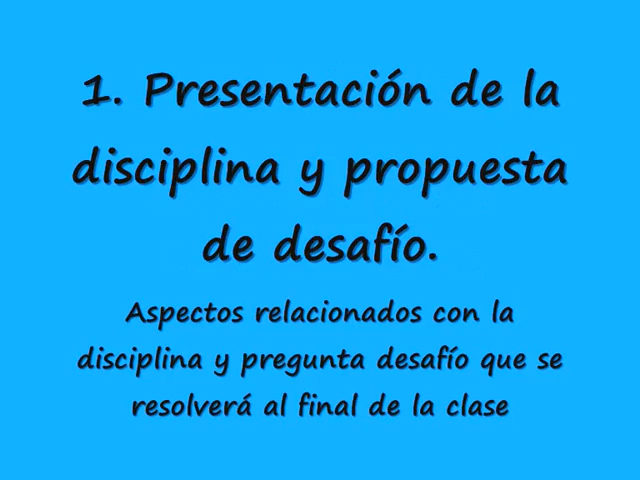 1. Presentación de la
disciplina y propuesta
de desafío.
Aspectos relacionados con la
disciplina y pregunta desafío que se
resolverá al final de la clase